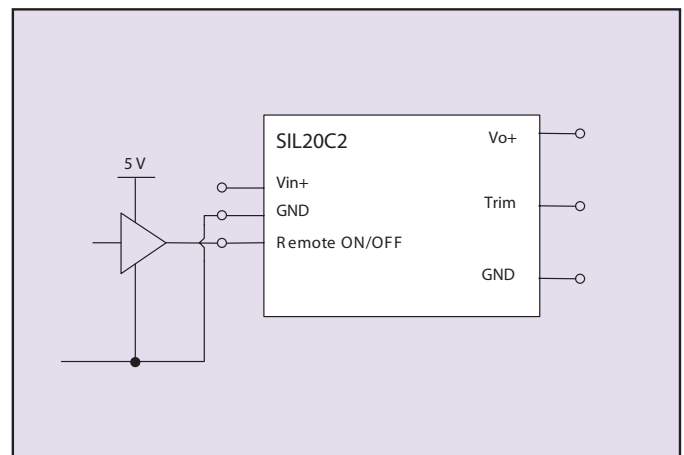 SIL20C2
Vo+
5 V
Vin+
GND
Trim
Remote ON/OFF
GND